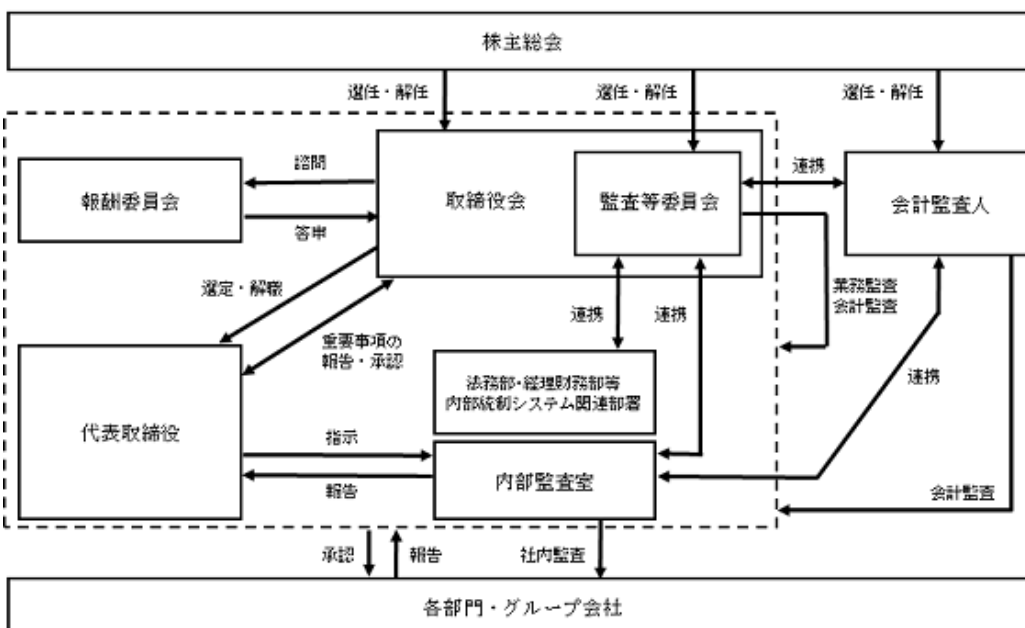 株主総会
選任・解任
選任・解任
選任・解任
報酬委員会
諮問
答申
取締役会
監査等委員会
連携
会計監査人
選定・解職
重要事項の
報告・承認
連携
連携
業務監査
会計監査
連携
代表取締役
法務部・経理財務部等
内部統制システム関連部署
指示
報告
内部監査室
会計監査
承認
報告
社内監査
各部門・グループ会社